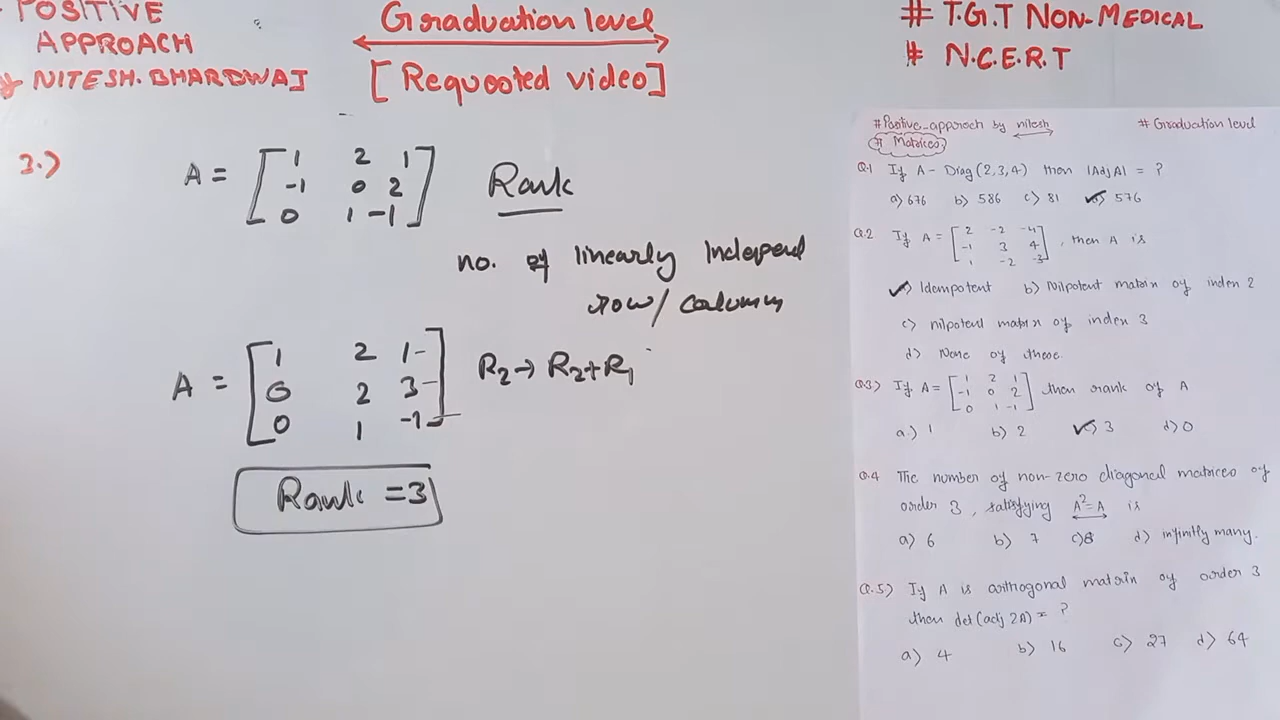 POSITIVE
APPROACH
* NITESH.BHARDWAJ
Graduation level
[Requested video]
# T.G.T NON-MEDICAL
# N.C.E.R.T
3.)
A = [ 1 2 1
-1 0 2
0 1 -1 ]
Rank
no. of linearly Independ
row/column
A = [ 1 2 1
0 2 3
0 1 -1 ]
R2 → R2+R1
Rank = 3
# Positive_approach by nitesh
# Graduation level
# Matrices
Q.1 If A - Diag (2,3,4) then |AdjA| = ?
a) 676 b) 586 c) 81 ✓ 576
Q.2 If A = [ 2 -2 -4
-1 3 4
1 -2 -3 ] , then A is
✓ Idempotent b) Nilpotent matrix of index 2
c) nilpotent matrix of index 3
d) None of these
Q.3) If A = [ 1 2 1
-1 0 2
0 1 -1 ] then rank of A
a.) 1 b) 2 ✓ 3 d) 0
Q.4 The number of non-zero diagonal matrices of
order 3, satisfying A²=A is
a) 6 b) 7 c) 8 d) infinitly many.
Q.5) If A is orthogonal matrix of order 3
then det(adj 2A) = ?
a) 4 b) 16 c) 27 d) 64